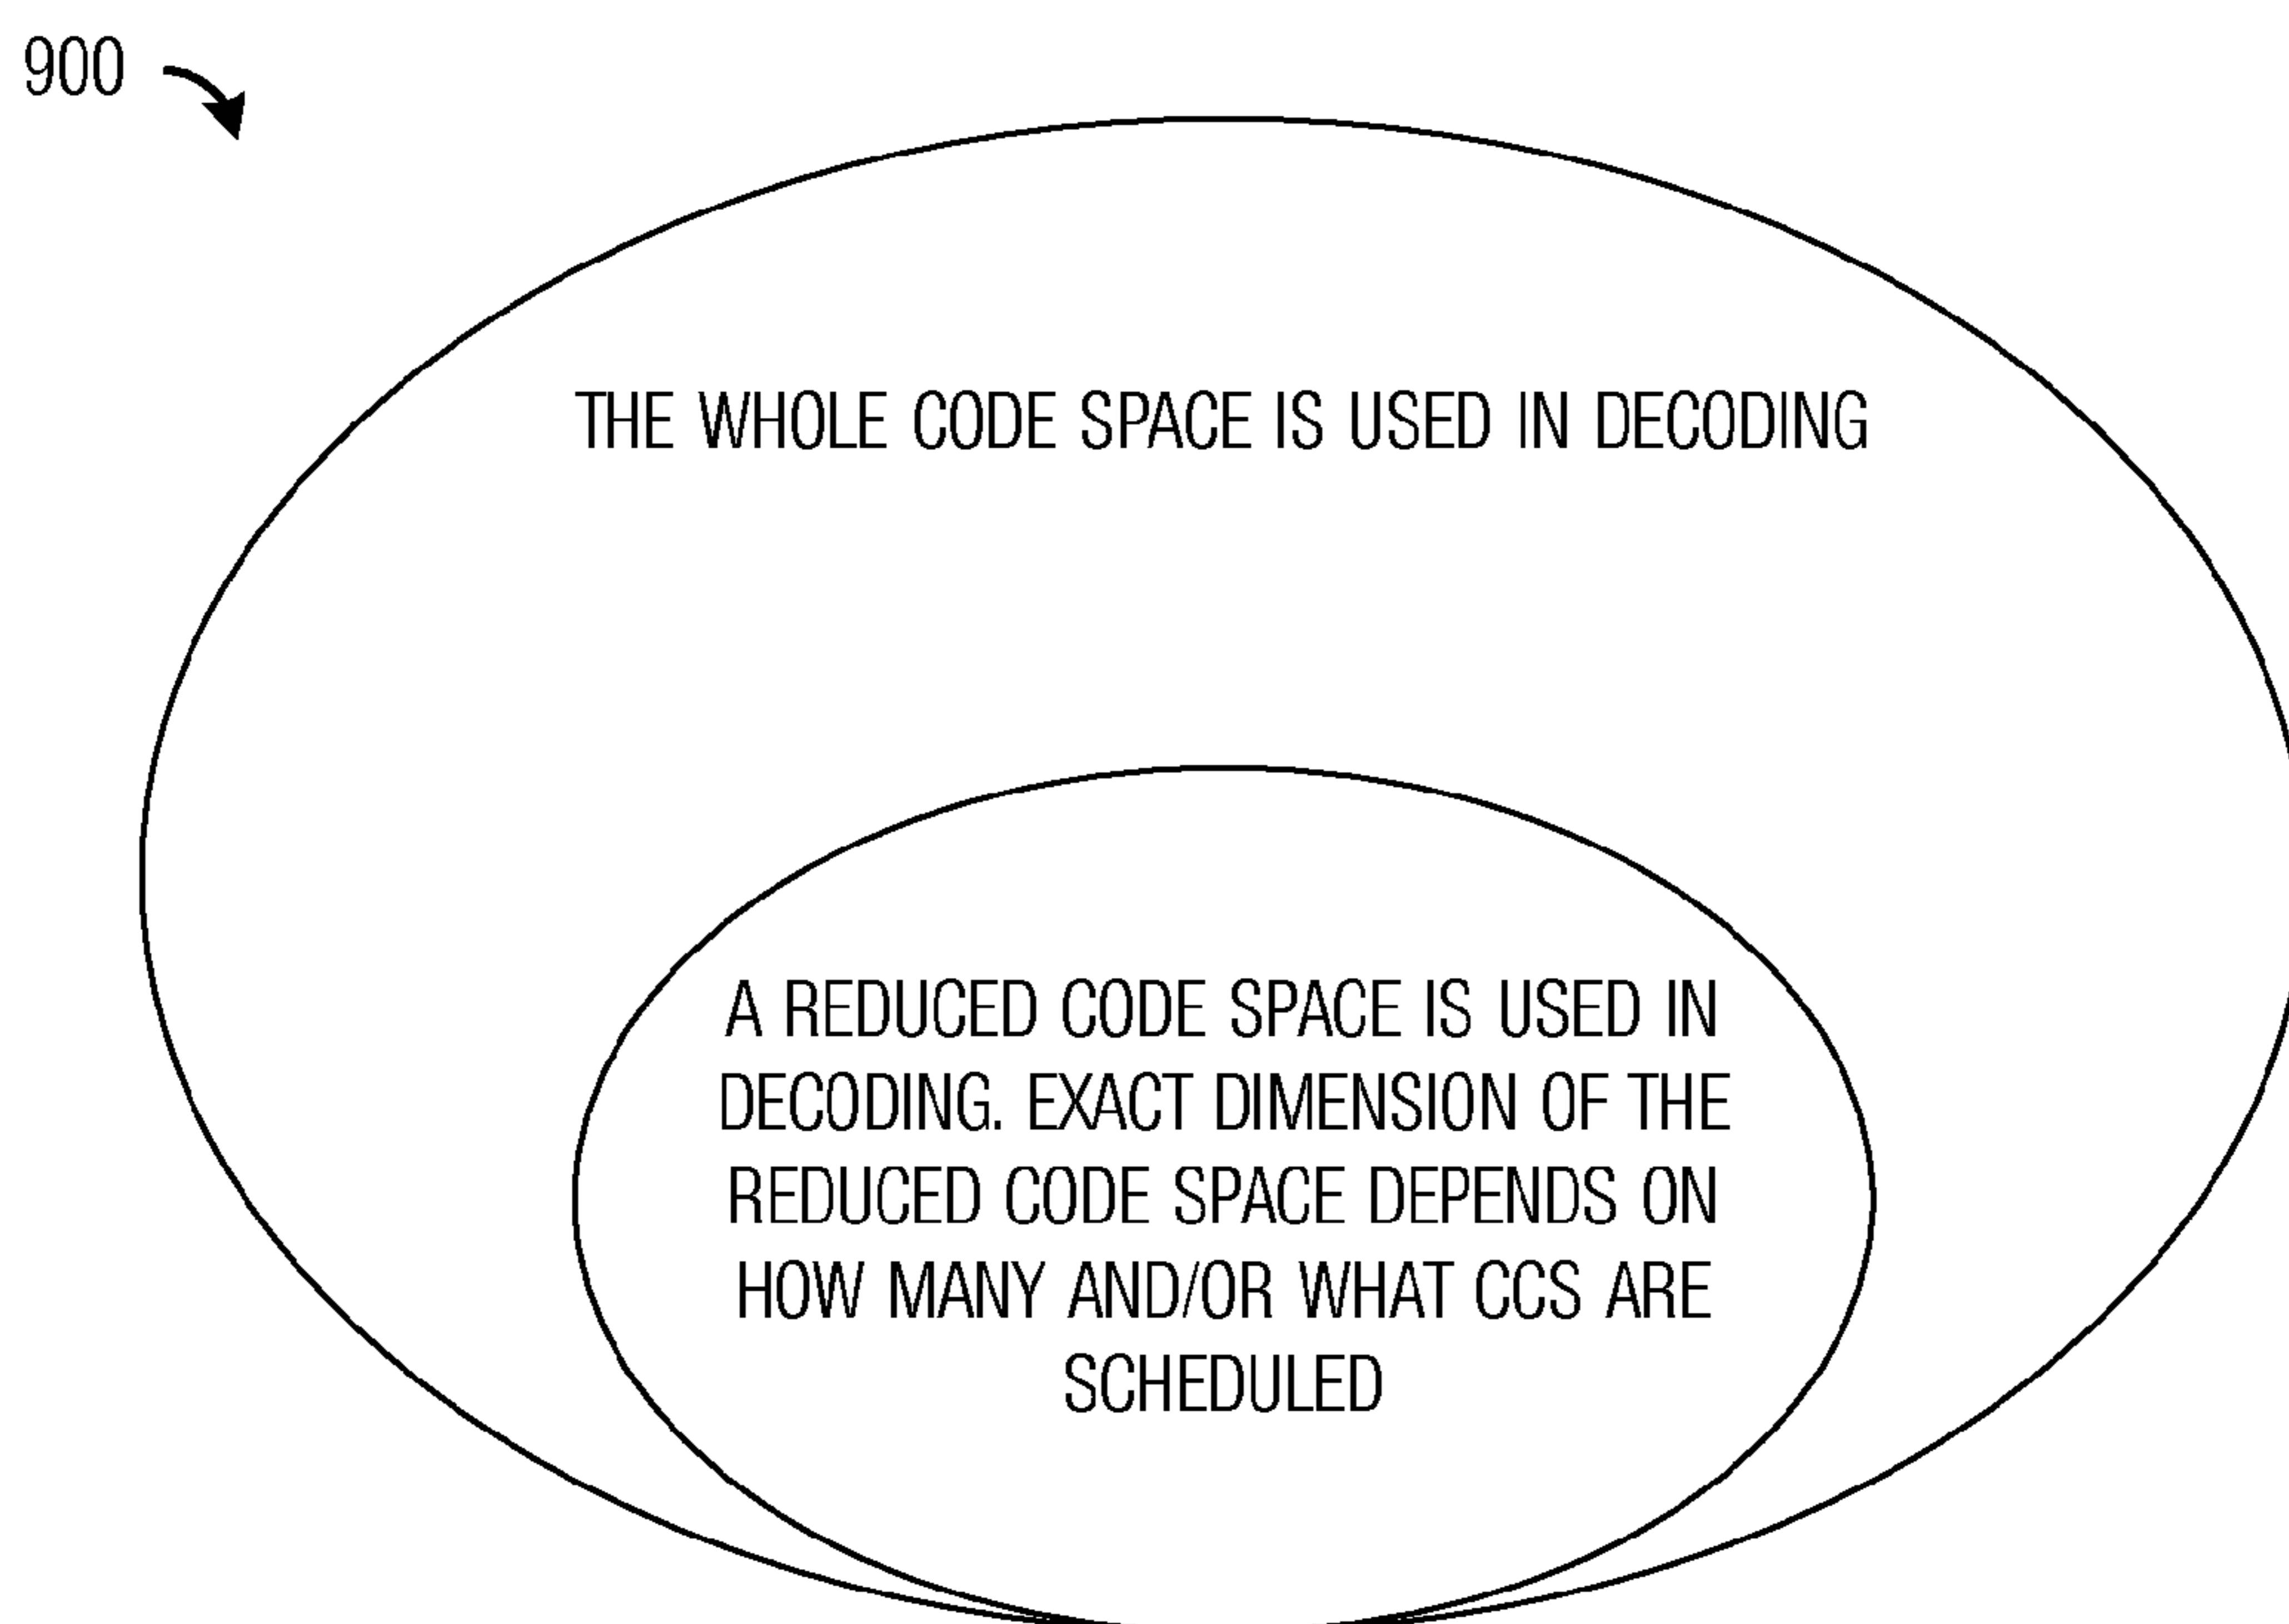 900
THE WHOLE CODE SPACE IS USED IN DECODING
A REDUCED CODE SPACE IS USED IN
DECODING. EXACT DIMENSION OF THE
REDUCED CODE SPACE DEPENDS ON
HOW MANY AND/OR WHAT CCS ARE
SCHEDULED